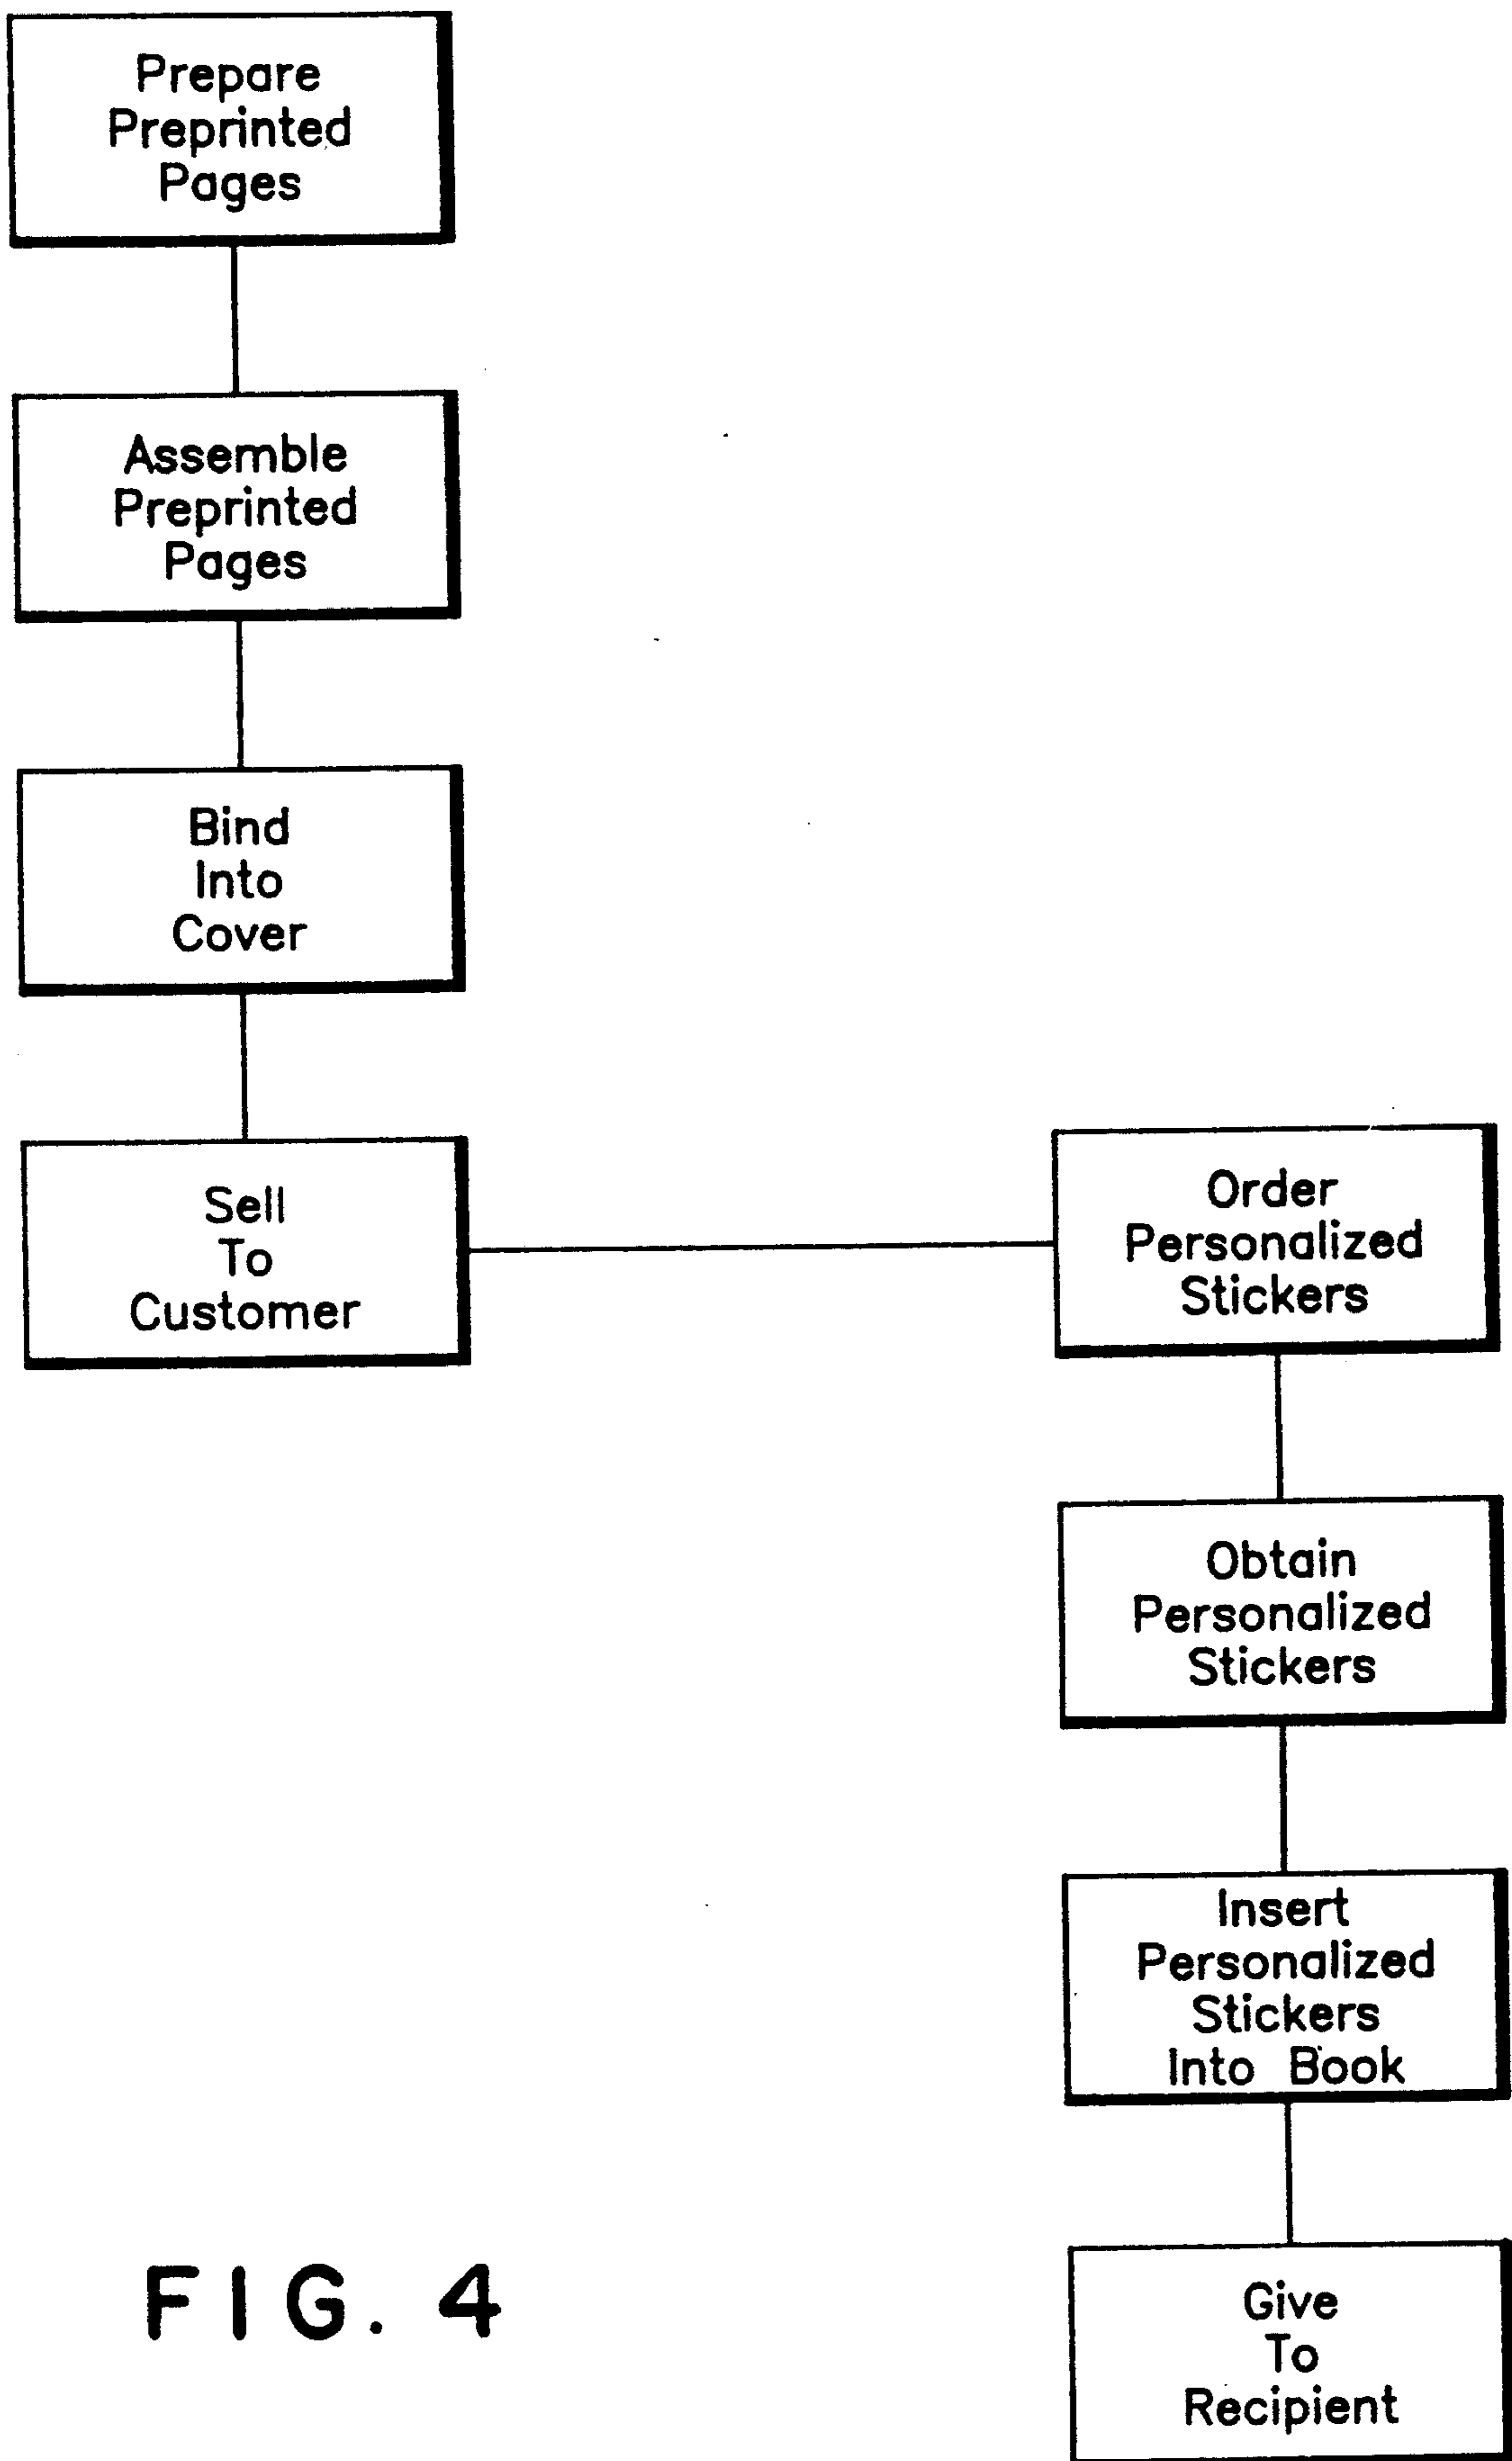 Prepare
Preprinted
Pages
Assemble
Preprinted
Pages
Bind
Into
Cover
Sell
To
Customer
Order
Personalized
Stickers
Obtain
Personalized
Stickers
Insert
Personalized
Stickers
Into Book
Give
To
Recipient
FIG. 4